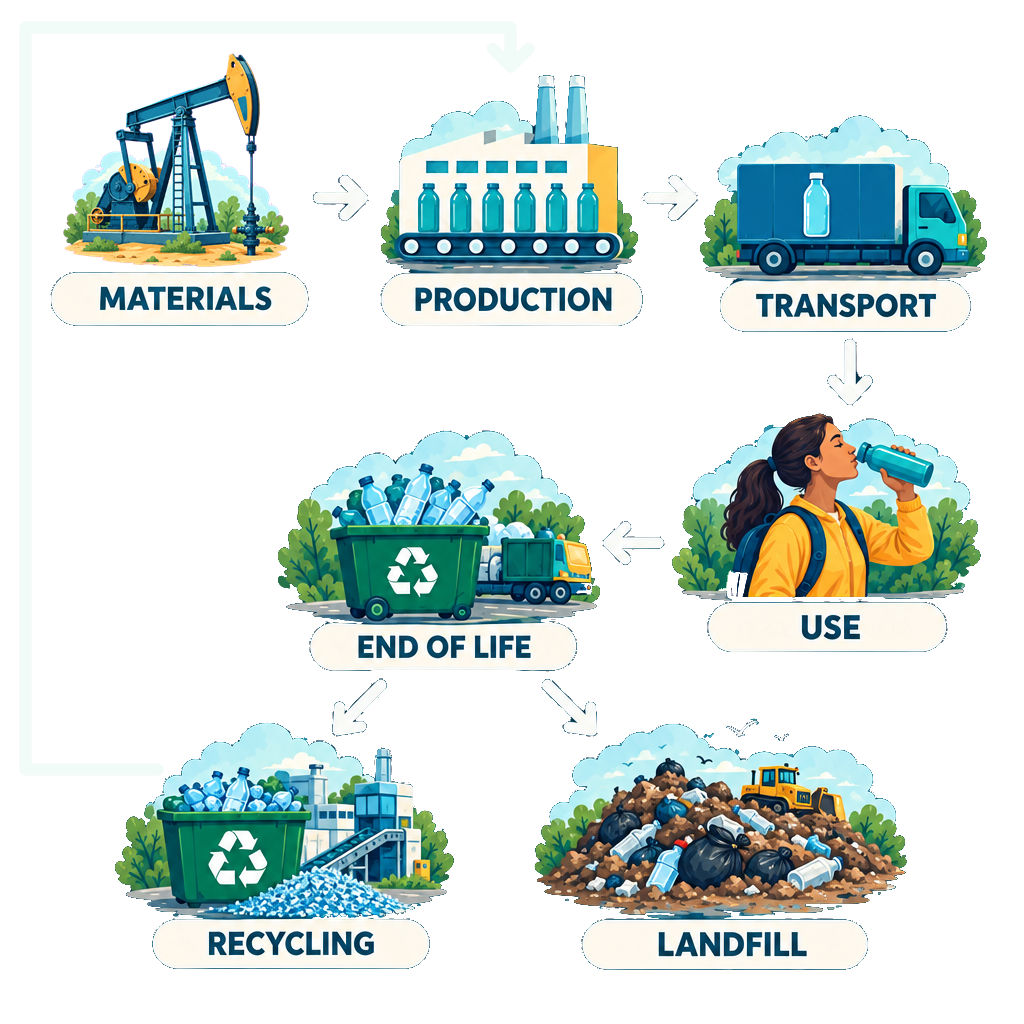 MATERIALS
PRODUCTION
TRANSPORT
USE
END OF LIFE
RECYCLING
LANDFILL